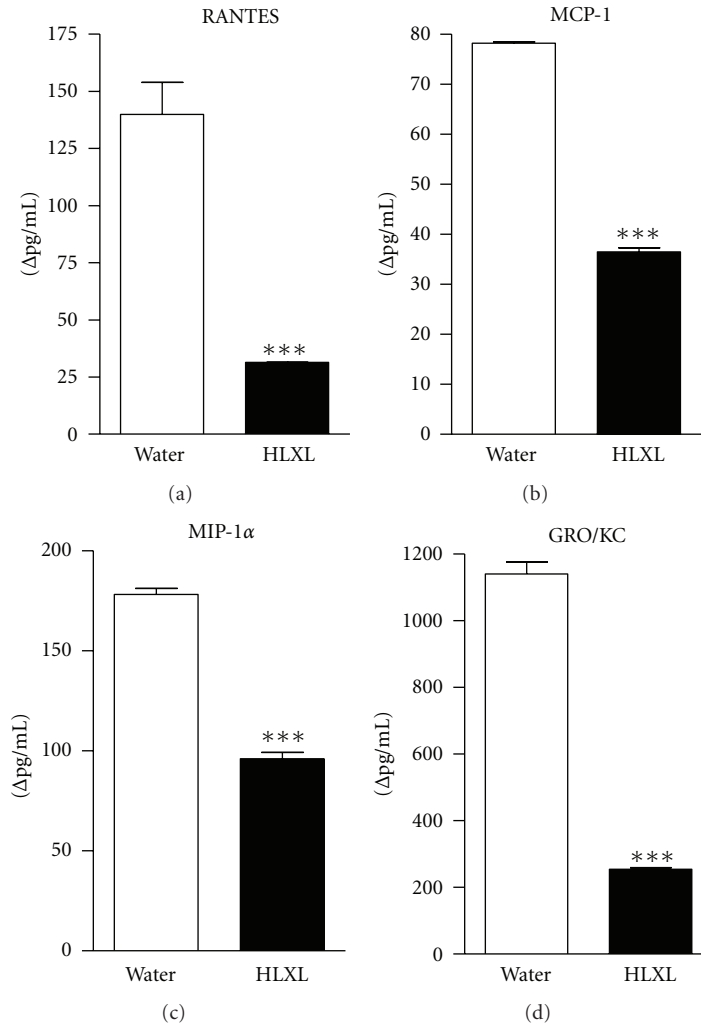 RANTES
175
150
125
100
75
50
25
0
(Δpg/mL)
***
Water
HLXL
(a)
MCP-1
80
70
60
50
40
30
20
10
0
(Δpg/mL)
***
Water
HLXL
(b)
MIP-1α
200
150
100
50
0
(Δpg/mL)
***
Water
HLXL
(c)
GRO/KC
1200
1000
800
600
400
200
0
(Δpg/mL)
***
Water
HLXL
(d)